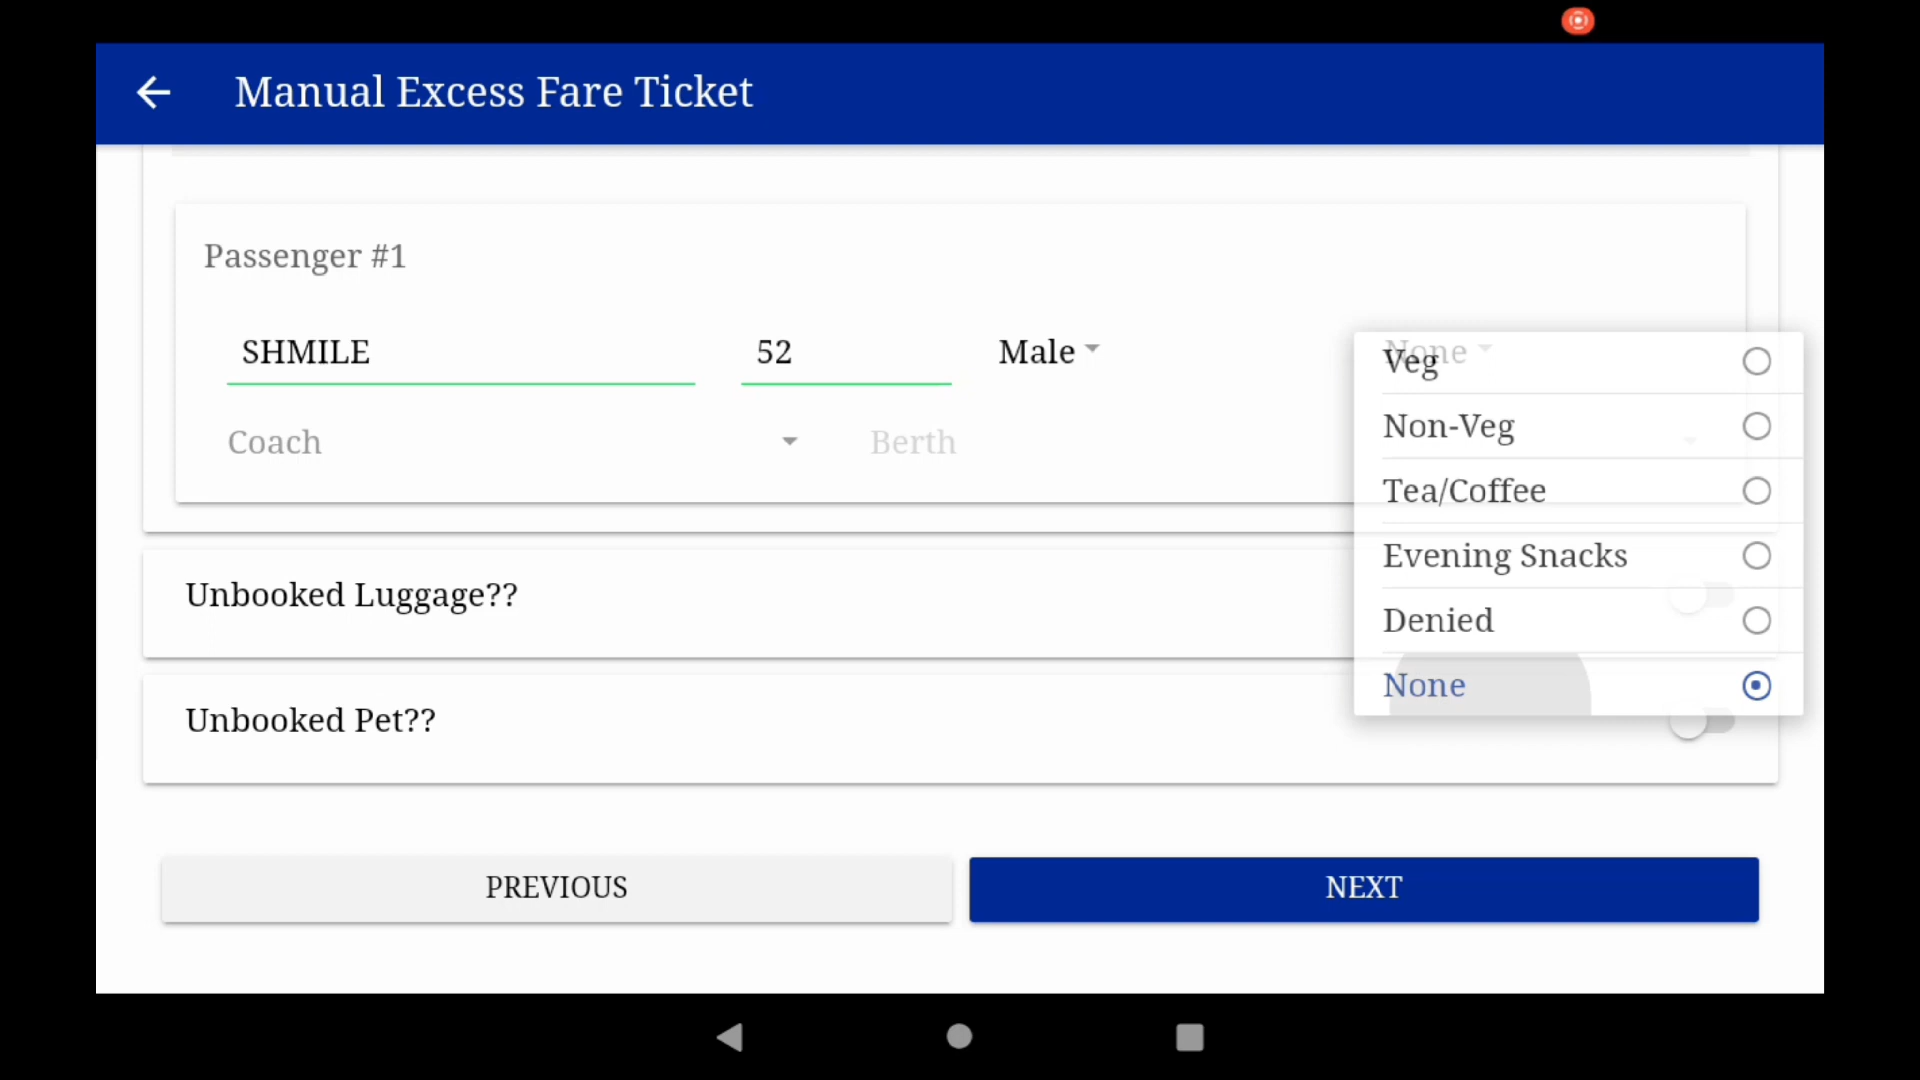 Manual Excess Fare Ticket
Passenger #1
SHMILE 52 Male None
Veg
Coach Berth
Non-Veg
Tea/Coffee
Evening Snacks
Denied
None
Unbooked Luggage??
Unbooked Pet??
PREVIOUS NEXT